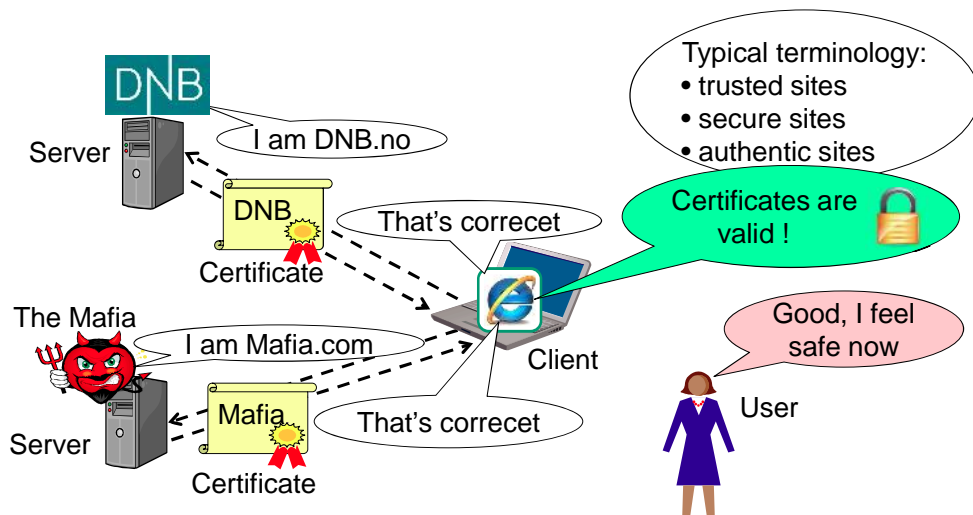 DNB
Server
I am DNB.no
DNB
Certificate
That's correcet
Typical terminology:
• trusted sites
• secure sites
• authentic sites
Certificates are
valid !
The Mafia
I am Mafia.com
Server
Mafia
Certificate
That's correcet
Client
Good, I feel
safe now
User